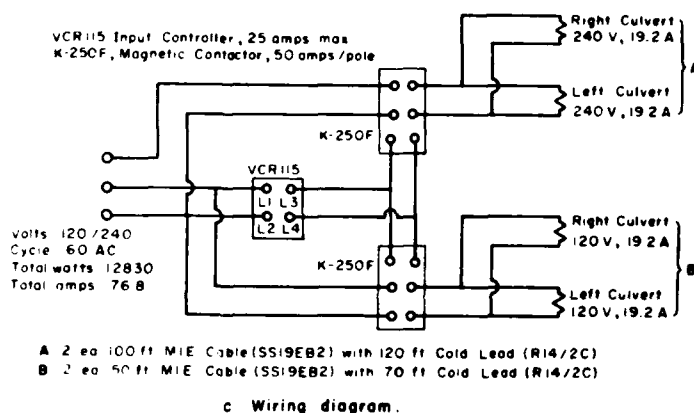 VCR115 Input Controller, 25 amps max
K-250F, Magnetic Contactor, 50 amps/pole
Right Culvert
240 V, 19.2 A
A
Left Culvert
240 V, 19.2 A
K-250F
VCR115
L1 L3
L2 L4
Volts 120/240
Cycle 60 AC
Total watts 12830
Total amps 76 8
K-250F
Right Culvert
120 V, 19.2 A
B
Left Culvert
120 V, 19.2 A
A 2 ea 100 ft MIE Cable (SS19EB2) with 120 ft Cold Lead (R14/2C)
B 2 ea 50 ft MIE Cable (SS19EB2) with 70 ft Cold Lead (R14/2C)
c Wiring diagram.